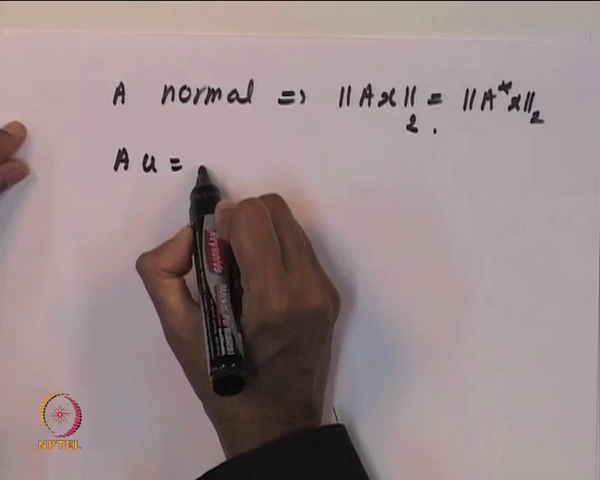 A normal => ||Ax||₂ = ||A*x||₂.
Au =
NPTEL